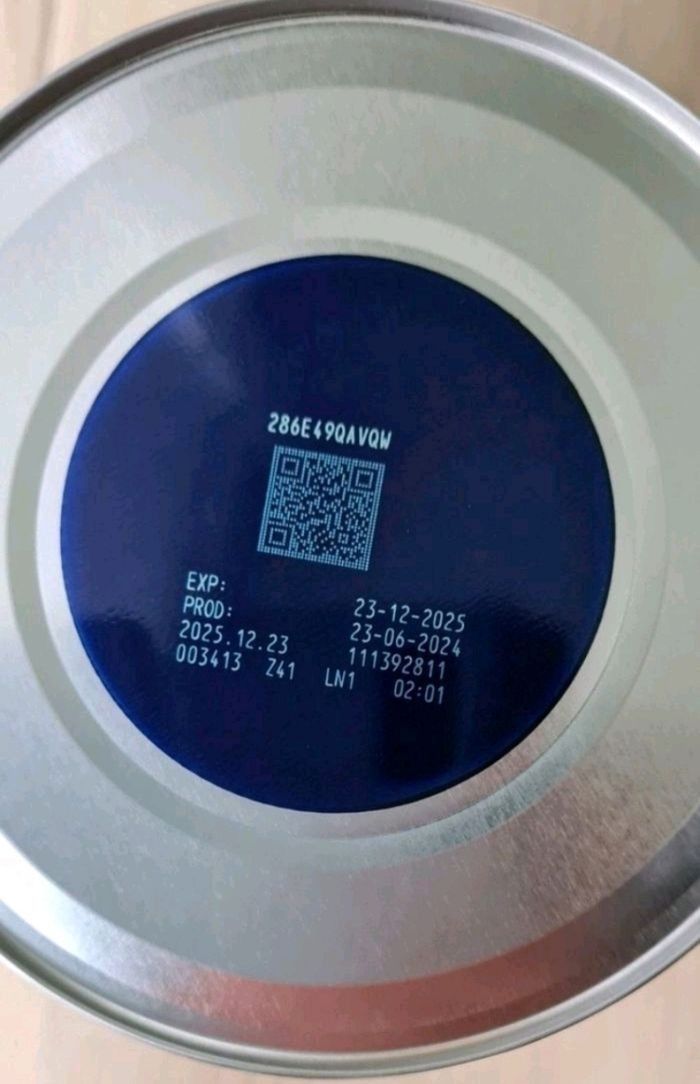 286E49QAVQW
EXP: 23-12-2025
PROD: 23-06-2024
2025.12.23 111392811
003413 Z41 LN1 02:01